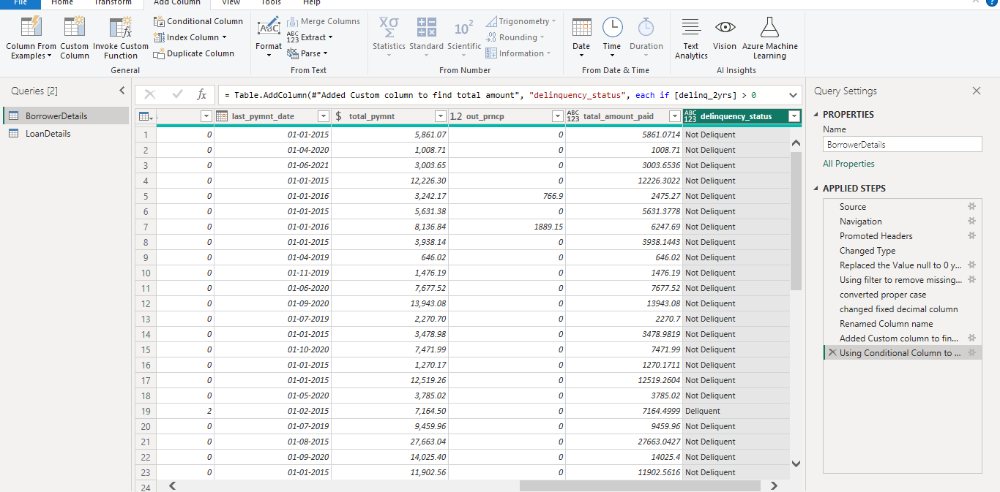 File Home Transform Add Column View Tools Help
Column From Examples
Custom Column
Invoke Custom Function
Conditional Column
Index Column
Duplicate Column
General
ABC
Format
Merge Columns
ABC 123 Extract
abc Parse
From Text
XΣσ Statistics
Standard
10² Scientific
Trigonometry
.00 Rounding
Information
From Number
Date
Time
Duration
From Date & Time
Text Analytics
Vision
Azure Machine Learning
AI Insights
Queries [2]
BorrowerDetails
LoanDetails
fx = Table.AddColumn(#"Added Custom column to find total amount", "delinquency_status", each if [delinq_2yrs] > 0
last_pymnt_date $ total_pymnt 1.2 out_prncp ABC 123 tatal_amount_paid ABC 123 delinquency_status
1 0 01-01-2015 5,861.07 0 5861.0714 Not Deliquent
2 0 01-04-2020 1,008.71 0 1008.71 Not Deliquent
3 0 01-06-2021 3,003.65 0 3003.6536 Not Deliquent
4 0 01-01-2015 12,226.30 0 12226.3022 Not Deliquent
5 0 01-01-2016 3,242.17 766.9 2475.27 Not Deliquent
6 0 01-01-2015 5,631.38 0 5631.3778 Not Deliquent
7 0 01-01-2016 8,136.84 1889.15 6247.69 Not Deliquent
8 0 01-01-2015 3,938.14 0 3938.1443 Not Deliquent
9 0 01-04-2019 646.02 0 646.02 Not Deliquent
10 0 01-11-2019 1,476.19 0 1476.19 Not Deliquent
11 0 01-06-2020 7,677.52 0 7677.52 Not Deliquent
12 0 01-09-2020 13,943.08 0 13943.08 Not Deliquent
13 0 01-07-2019 2,270.70 0 2270.7 Not Deliquent
14 0 01-01-2015 3,478.98 0 3478.9819 Not Deliquent
15 0 01-10-2020 7,471.99 0 7471.99 Not Deliquent
16 0 01-01-2015 1,270.17 0 1270.1711 Not Deliquent
17 0 01-01-2015 12,519.26 0 12519.2604 Not Deliquent
18 0 01-05-2020 3,785.02 0 3785.02 Not Deliquent
19 2 01-02-2015 7,164.50 0 7164.4999 Deliquent
20 0 01-07-2019 9,459.96 0 9459.96 Not Deliquent
21 0 01-08-2015 27,663.04 0 27663.0427 Not Deliquent
22 0 01-09-2020 14,025.40 0 14025.4 Not Deliquent
23 0 01-01-2015 11,902.56 0 11902.5616 Not Deliquent
24
Query Settings
PROPERTIES
Name
BorrowerDetails
All Properties
APPLIED STEPS
Source
Navigation
Promoted Headers
Changed Type
Replaced the Value null to 0 y...
Using filter to remove missing...
converted proper case
changed fixed decimal column
Renamed Column name
Added Custom column to fin...
Using Conditional Column to ...